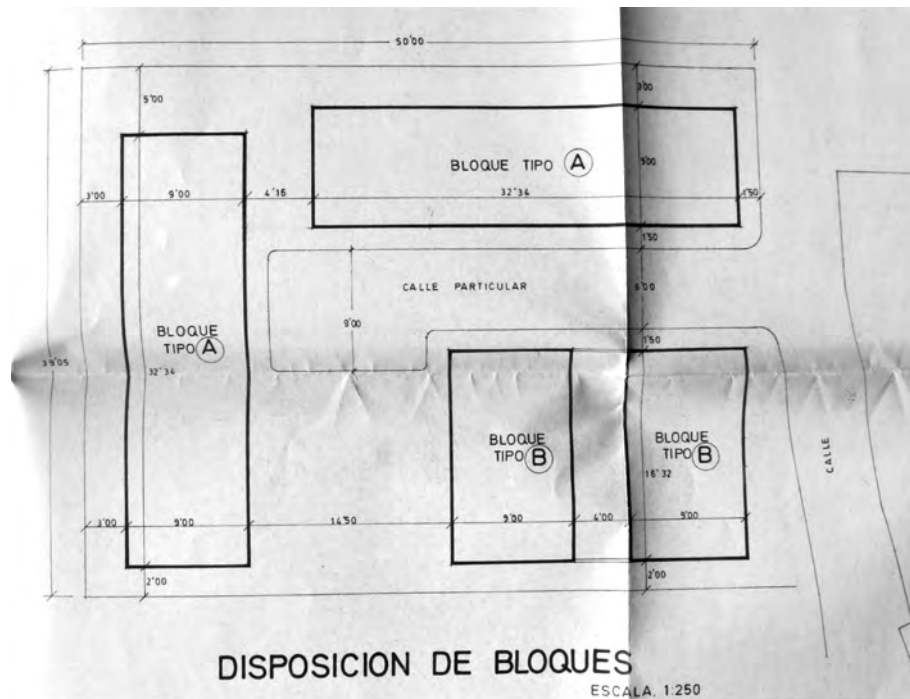 50'00
5'00
3'00
BLOQUE TIPO A
9'00
3'00
9'00
4'16
32'34
1'50
1'50
CALLE PARTICULAR
6'00
9'00
BLOQUE
TIPO A
1'50
39'05
32'34
BLOQUE
TIPO B
BLOQUE
TIPO B
CALLE
16'32
3'00
9'00
14'50
9'00
4'00
9'00
2'00
2'00
DISPOSICION DE BLOQUES
ESCALA, 1:250